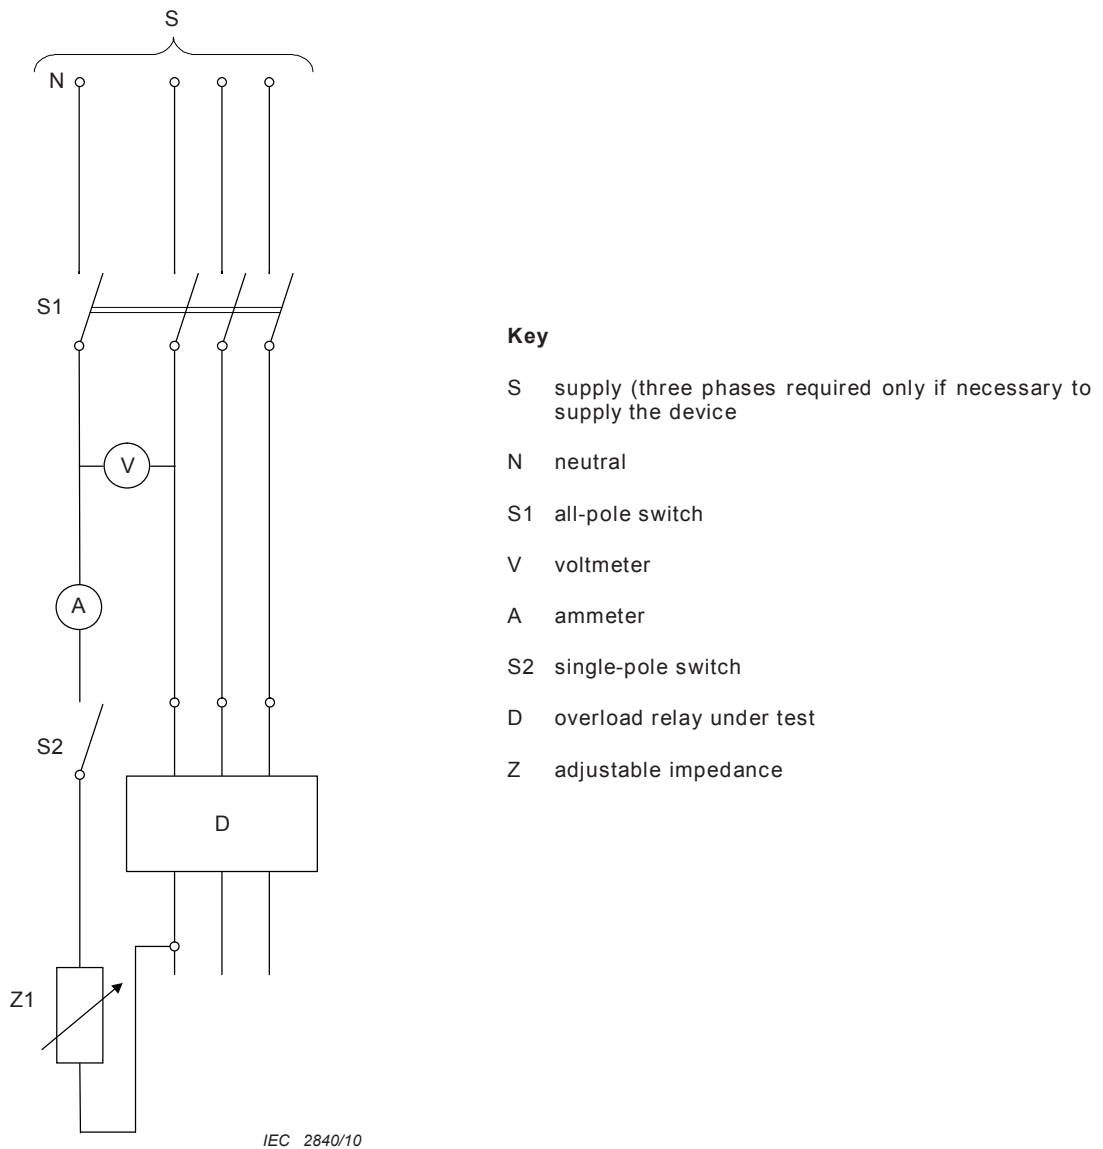 S
N
S1
V
A
S2
D
Z1
IEC 2840/10
Key
S supply (three phases required only if necessary to
supply the device
N neutral
S1 all-pole switch
V voltmeter
A ammeter
S2 single-pole switch
D overload relay under test
Z adjustable impedance